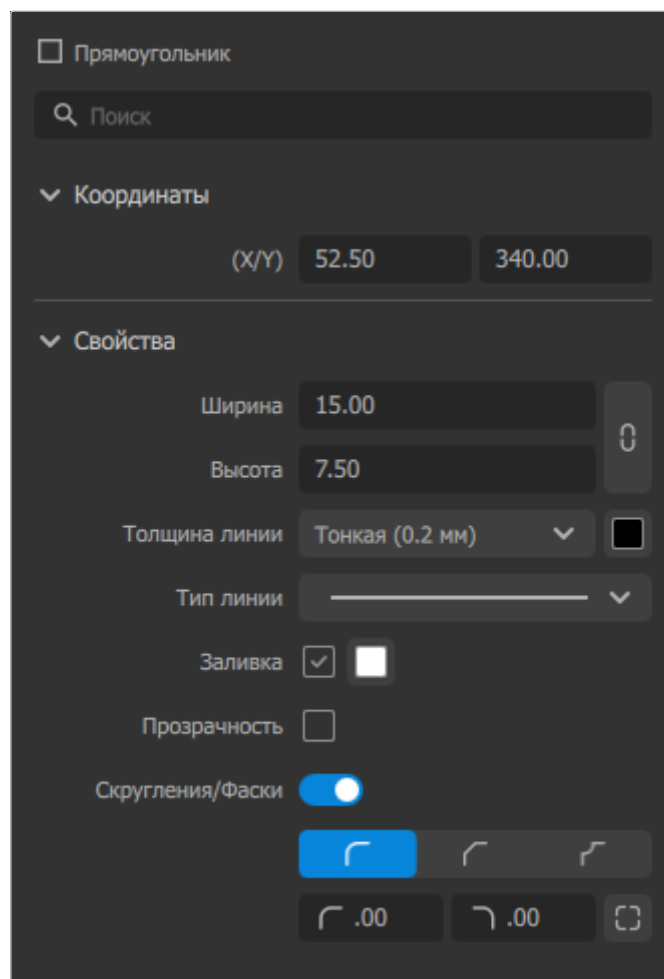 Прямоугольник
Поиск
Координаты
(X/Y) 52.50 340.00
Свойства
Ширина 15.00
Высота 7.50
Толщина линии Тонкая (0.2 мм)
Тип линии
Заливка
Прозрачность
Скругления/Фаски
.00 .00